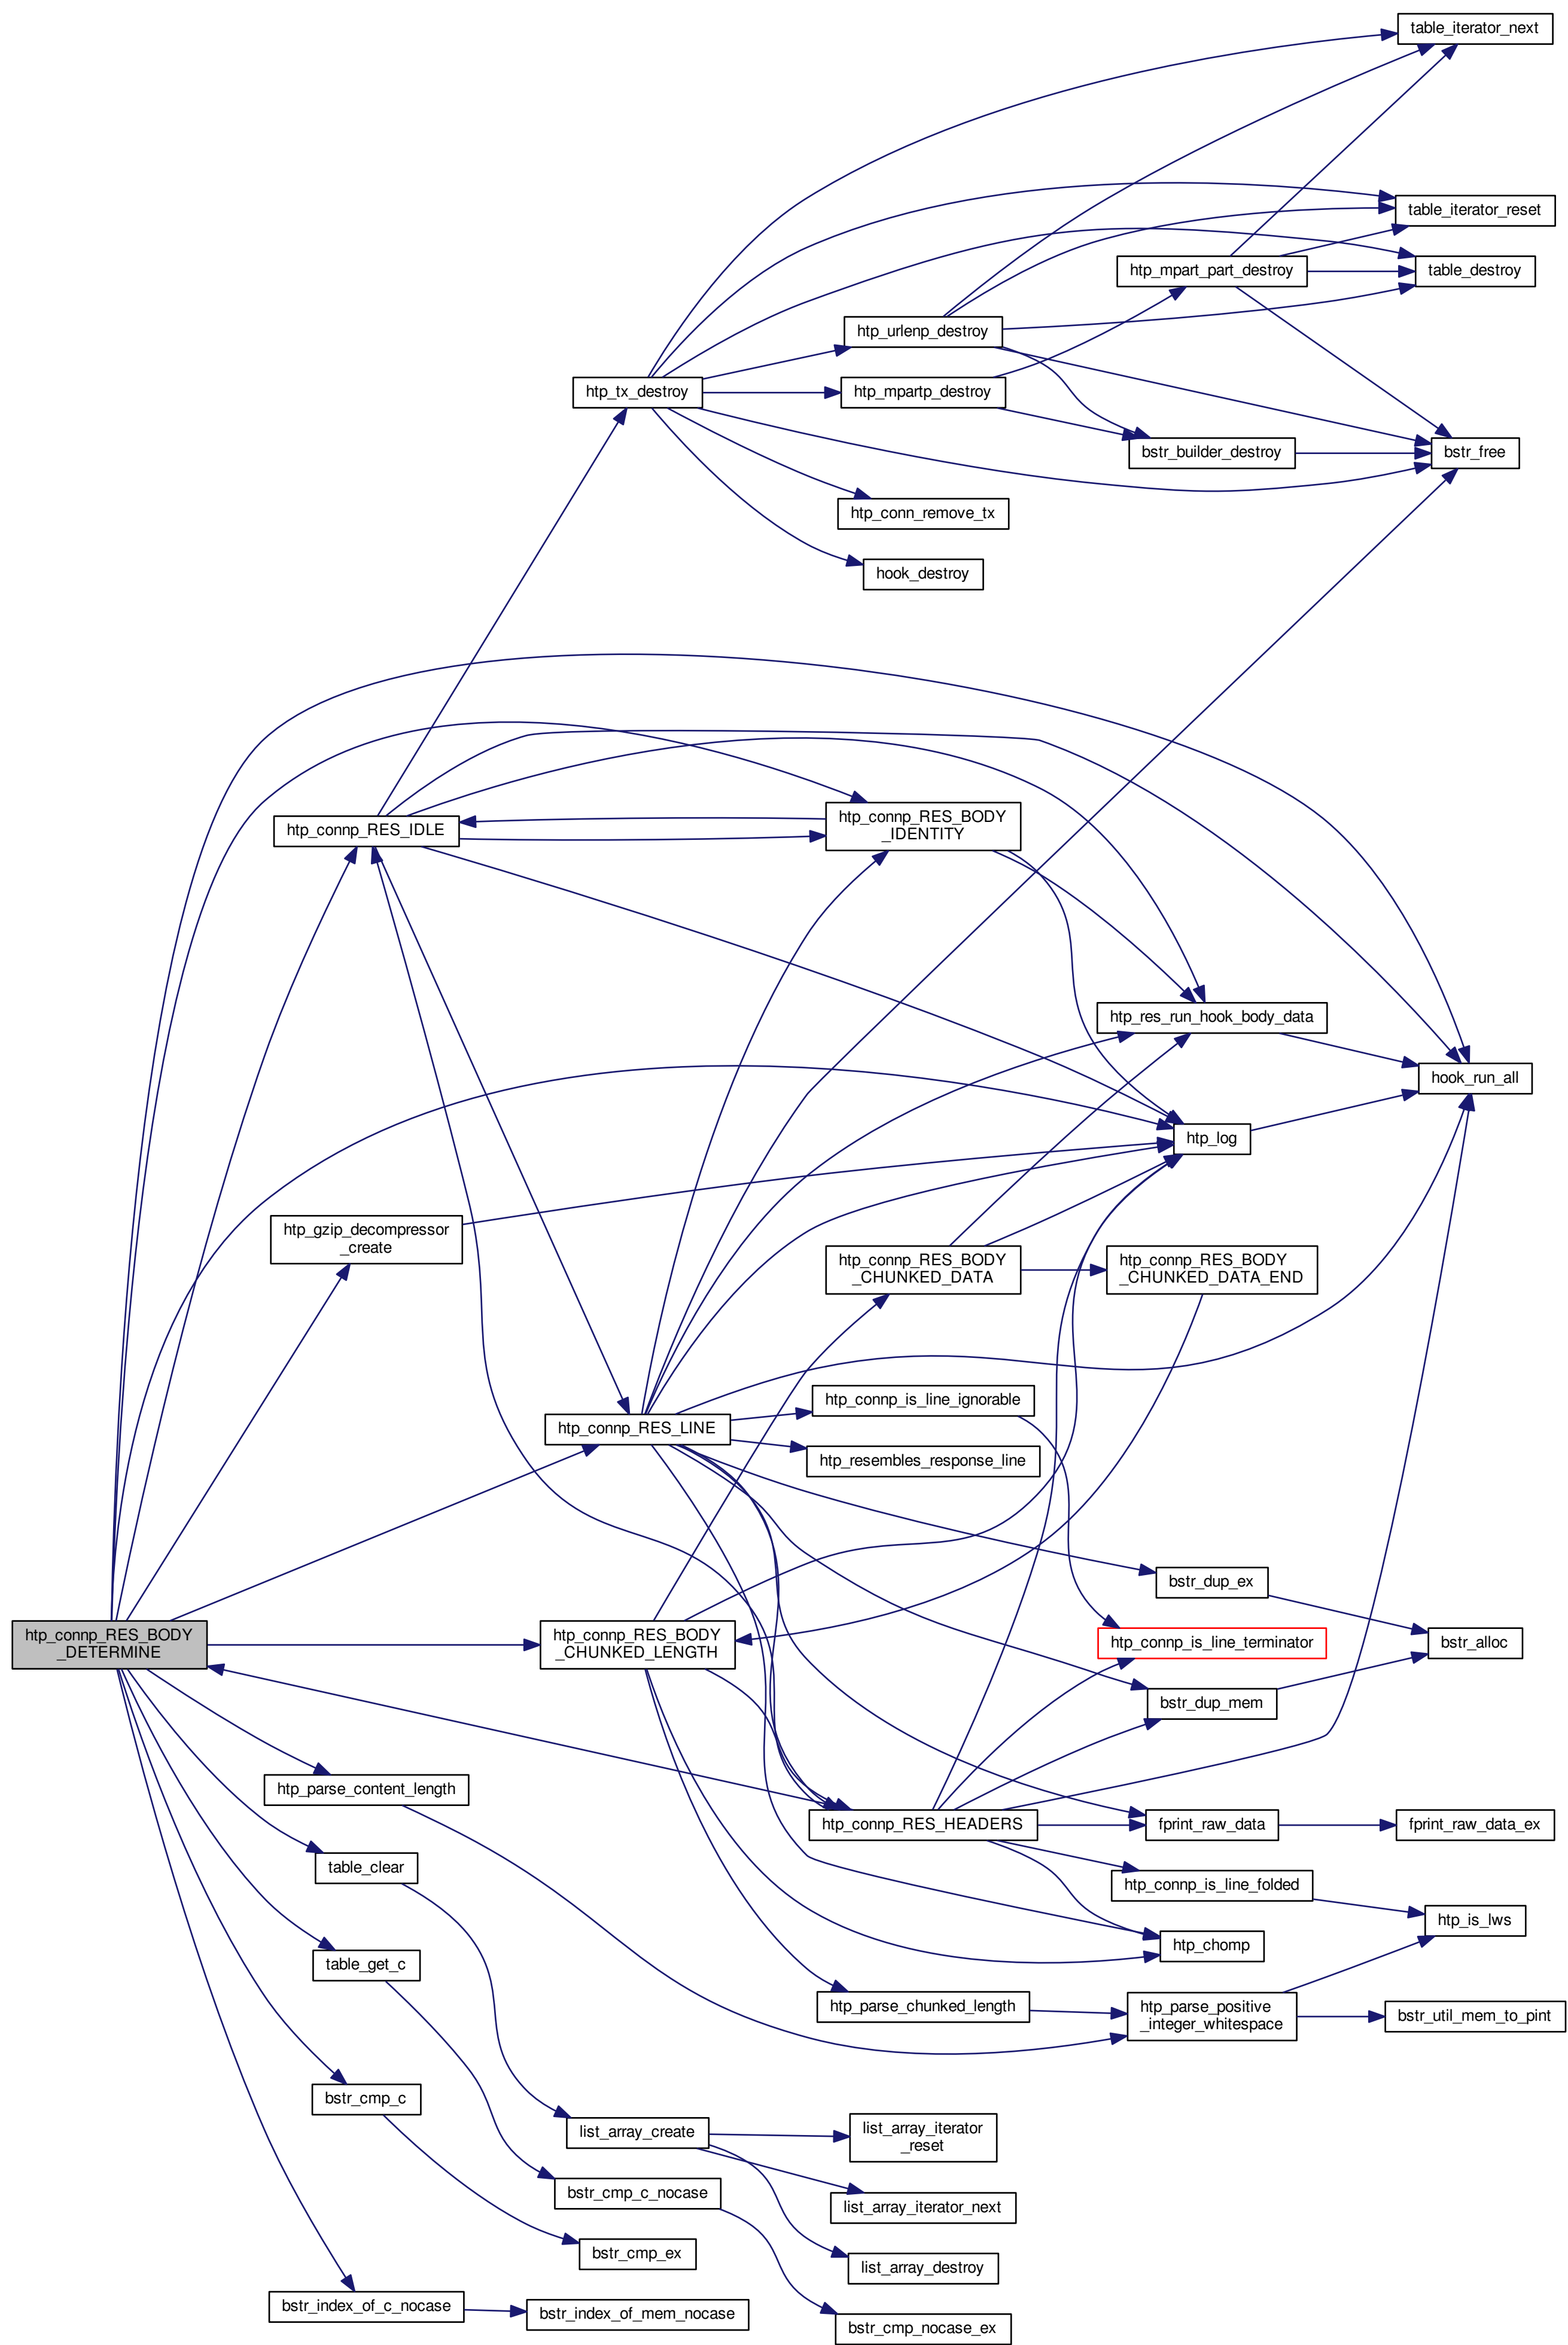 table_iterator_next
table_iterator_reset
htp_mpart_part_destroy
table_destroy
htp_urlenp_destroy
htp_tx_destroy
htp_mpartp_destroy
bstr_builder_destroy
bstr_free
htp_conn_remove_tx
hook_destroy
htp_connp_RES_IDLE
htp_connp_RES_BODY
_IDENTITY
htp_res_run_hook_body_data
hook_run_all
htp_log
htp_gzip_decompressor
_create
htp_connp_RES_BODY
_CHUNKED_DATA
htp_connp_RES_BODY
_CHUNKED_DATA_END
htp_connp_is_line_ignorable
htp_connp_RES_LINE
htp_resembles_response_line
bstr_dup_ex
htp_connp_RES_BODY
_DETERMINE
htp_connp_RES_BODY
_CHUNKED_LENGTH
htp_connp_is_line_terminator
bstr_alloc
bstr_dup_mem
htp_parse_content_length
htp_connp_RES_HEADERS
fprint_raw_data
fprint_raw_data_ex
table_clear
htp_connp_is_line_folded
htp_is_lws
htp_chomp
table_get_c
htp_parse_chunked_length
htp_parse_positive
_integer_whitespace
bstr_util_mem_to_pint
bstr_cmp_c
list_array_create
list_array_iterator
_reset
bstr_cmp_c_nocase
list_array_iterator_next
bstr_cmp_ex
list_array_destroy
bstr_index_of_c_nocase
bstr_index_of_mem_nocase
bstr_cmp_nocase_ex